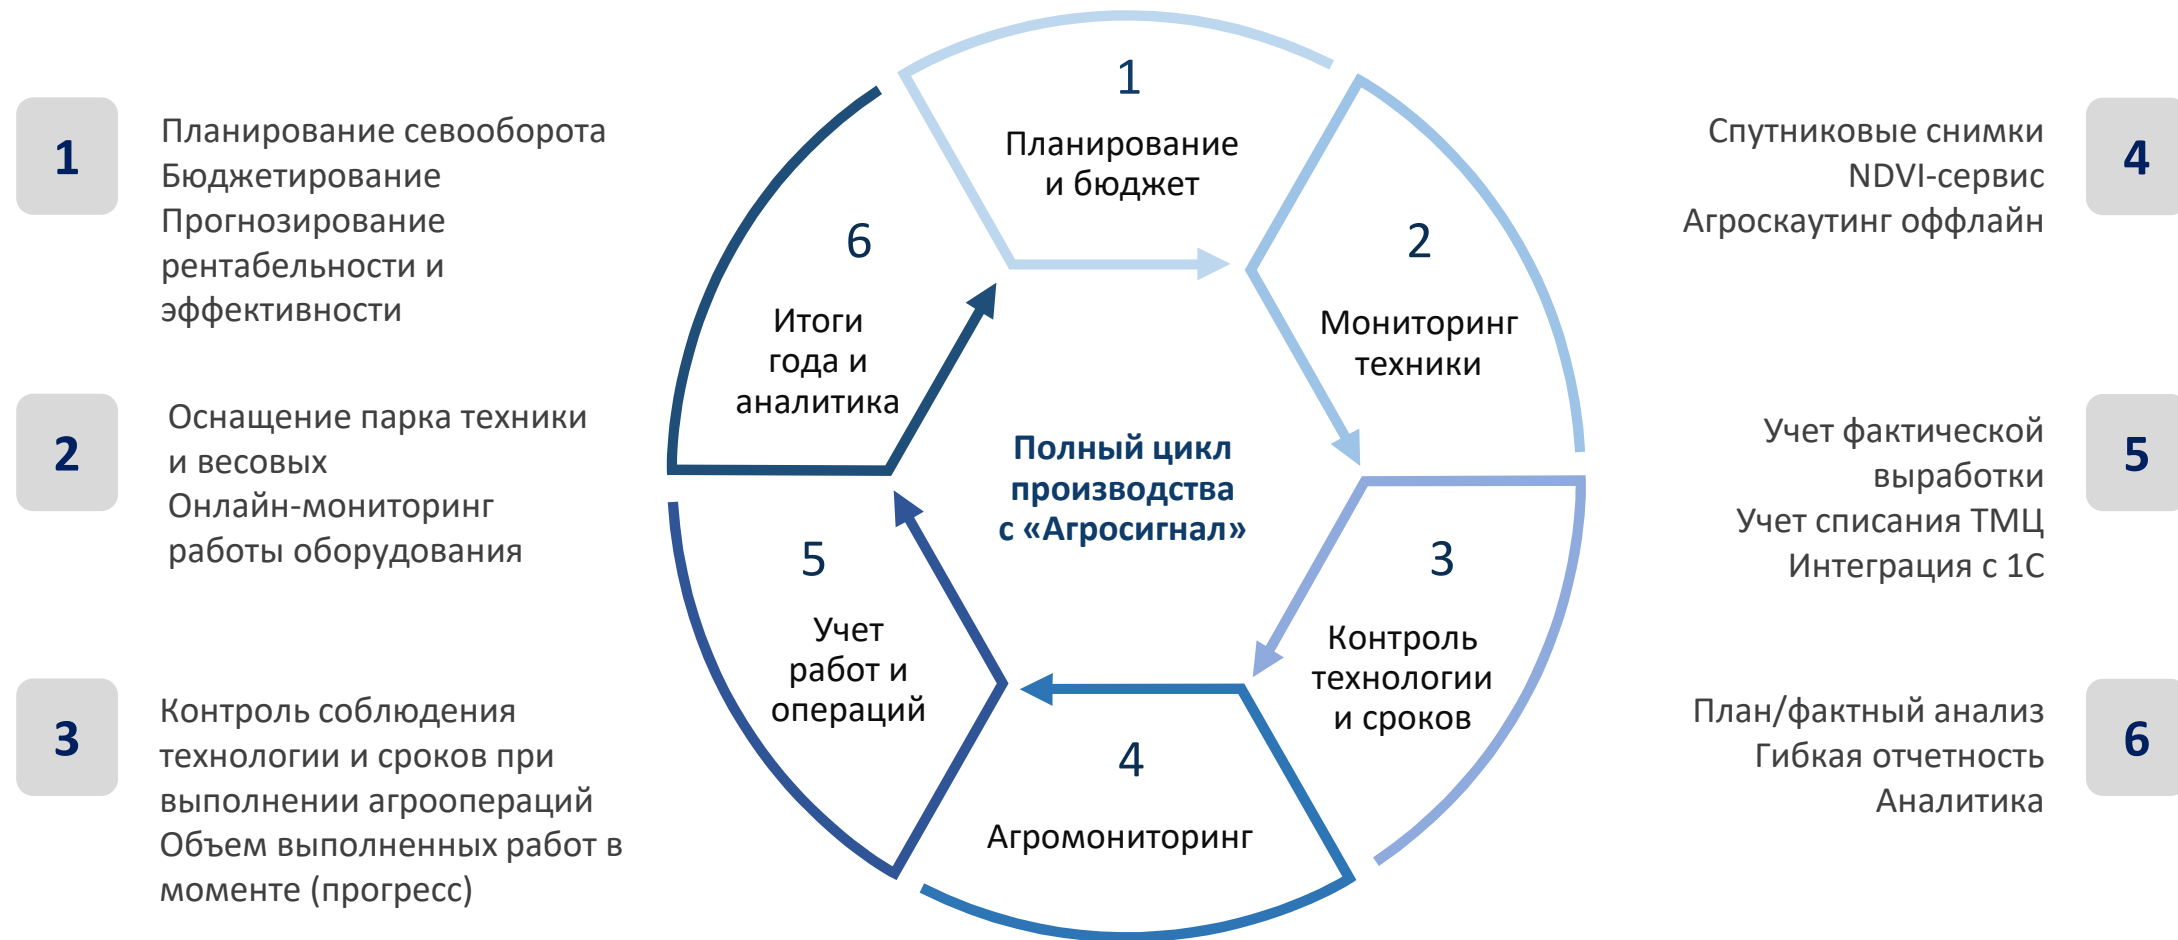 1
Планирование севооборота
Бюджетирование
Прогнозирование
рентабельности и
эффективности
2
Оснащение парка техники
и весовых
Онлайн-мониторинг
работы оборудования
3
Контроль соблюдения
технологии и сроков при
выполнении агроопераций
Объем выполненных работ в
моменте (прогресс)
1
Планирование
и бюджет
2
Мониторинг
техники
3
Контроль
технологии
и сроков
4
Агромониторинг
5
Учет
работ и
операций
6
Итоги
года и
аналитика
Полный цикл
производства
с «Агросигнал»
4
Спутниковые снимки
NDVI-сервис
Агроскаутинг оффлайн
5
Учет фактической
выработки
Учет списания ТМЦ
Интеграция с 1С
6
План/фактный анализ
Гибкая отчетность
Аналитика